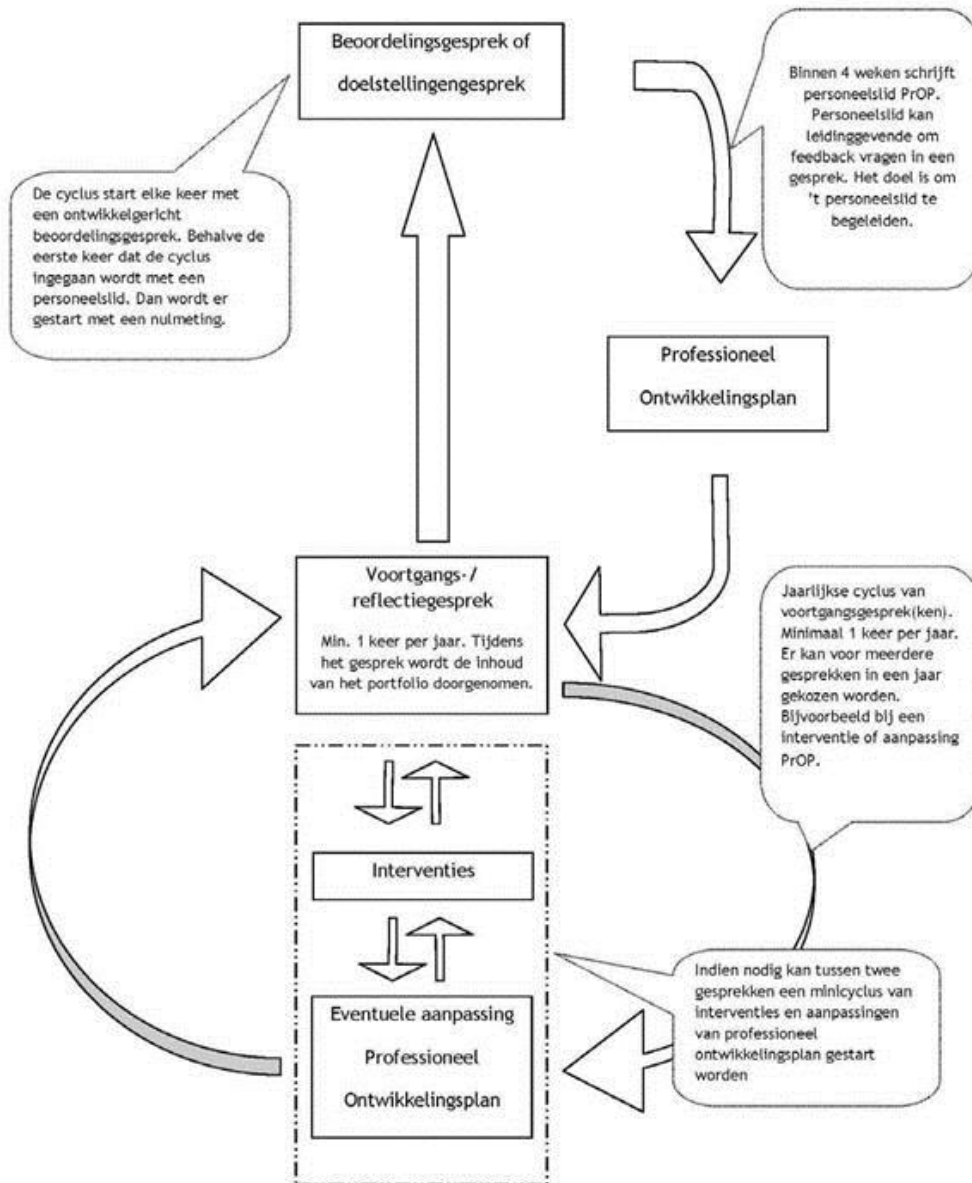 Beoordelingsgesprek of
doelstellingengesprek
Binnen 4 weken schrijft
personeelslid PrOP.
Personeelslid kan
leidinggevende om
feedback vragen in een
gesprek. Het doel is om
't personeelslid te
begeleiden.
De cyclus start elke keer met
een ontwikkelgericht
beoordelingsgesprek. Behalve de
eerste keer dat de cyclus
ingegaan wordt met een
personeelslid. Dan wordt er
gestart met een nulmeting.
Professioneel
Ontwikkelingsplan
Voortgangs-/
reflectiegesprek
Min. 1 keer per jaar. Tijdens
het gesprek wordt de inhoud
van het portfolio doorgenomen.
Jaarlijkse cyclus van
voortgangsgesprek(ken).
Minimaal 1 keer per jaar.
Er kan voor meerdere
gesprekken in een jaar
gekozen worden.
Bijvoorbeeld bij een
interventie of aanpassing
PrOP.
Interventies
Indien nodig kan tussen twee
gesprekken een minicyclus van
interventies en aanpassingen
van professioneel
ontwikkelingsplan gestart
worden
Eventuele aanpassing
Professioneel
Ontwikkelingsplan